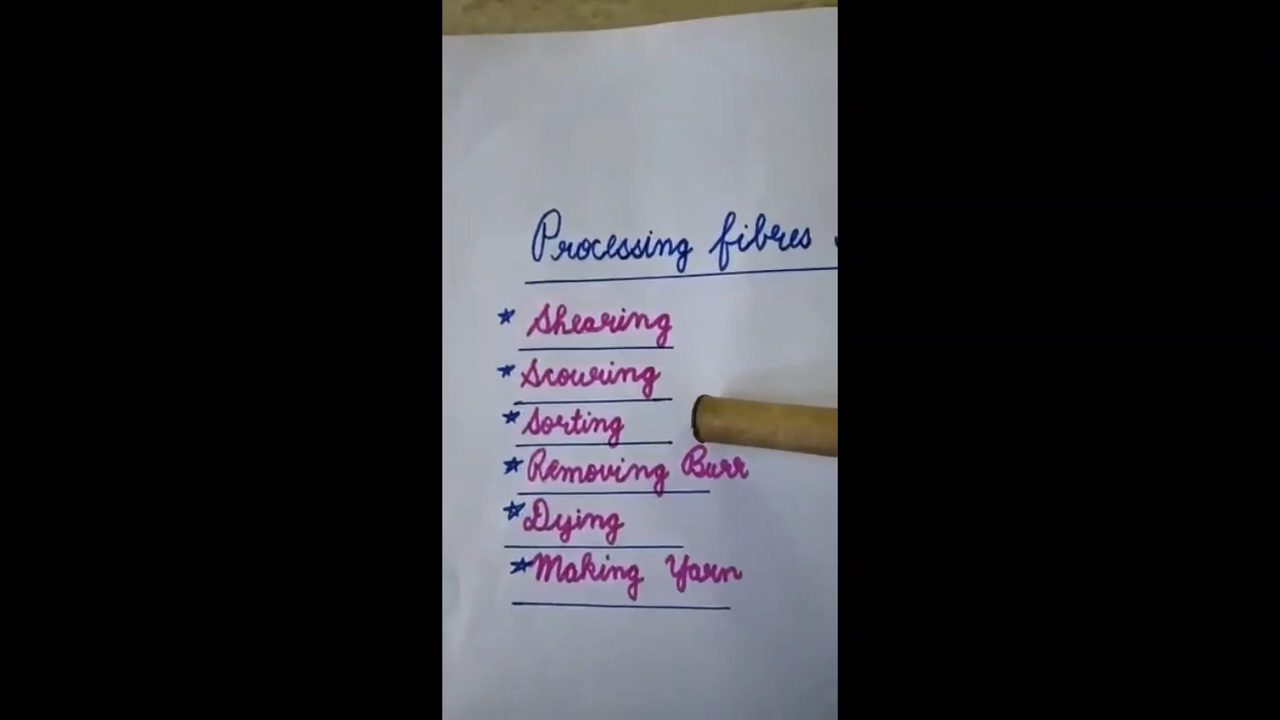 Processing fibres
* Shearing
* Scouring
* Sorting
* Removing Burr
* Dying
* Making Yarn